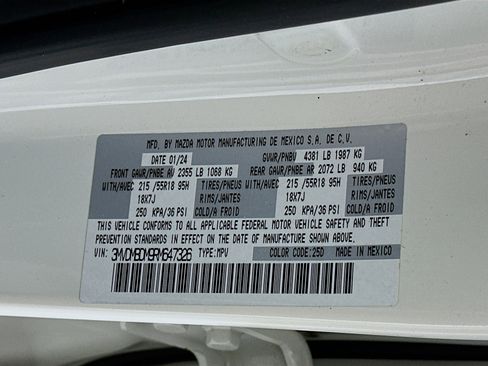 MFD. BY MAZDA MOTOR MANUFACTURING DE MEXICO S.A. DE C.V.
DATE 01/24 GVWR/PNBV 4381 LB 1987 KG
FRONT GAWR/PNBE AV 2355 LB 1068 KG REAR GAWR/PNBE AR 2072 LB 940 KG
WITH/AVEC 215 /55R18 95H TIRES/PNEUS WITH/AVEC 215 /55R18 95H TIRES/PNEUS
18X7J RIMS/JANTES 18X7J RIMS/JANTES
250 KPA/36 PSI COLD/A FROID 250 KPA/36 PSI COLD/A FROID
THIS VEHICLE CONFORMS TO ALL APPLICABLE FEDERAL MOTOR VEHICLE SAFETY AND THEFT
PREVENTION STANDARDS IN EFFECT ON THE DATE OF MANUFACTURE SHOWN ABOVE.
VIN: 3MVDMBDM9RM647326 TYPE: MPV COLOR CODE: 25D MADE IN MEXICO